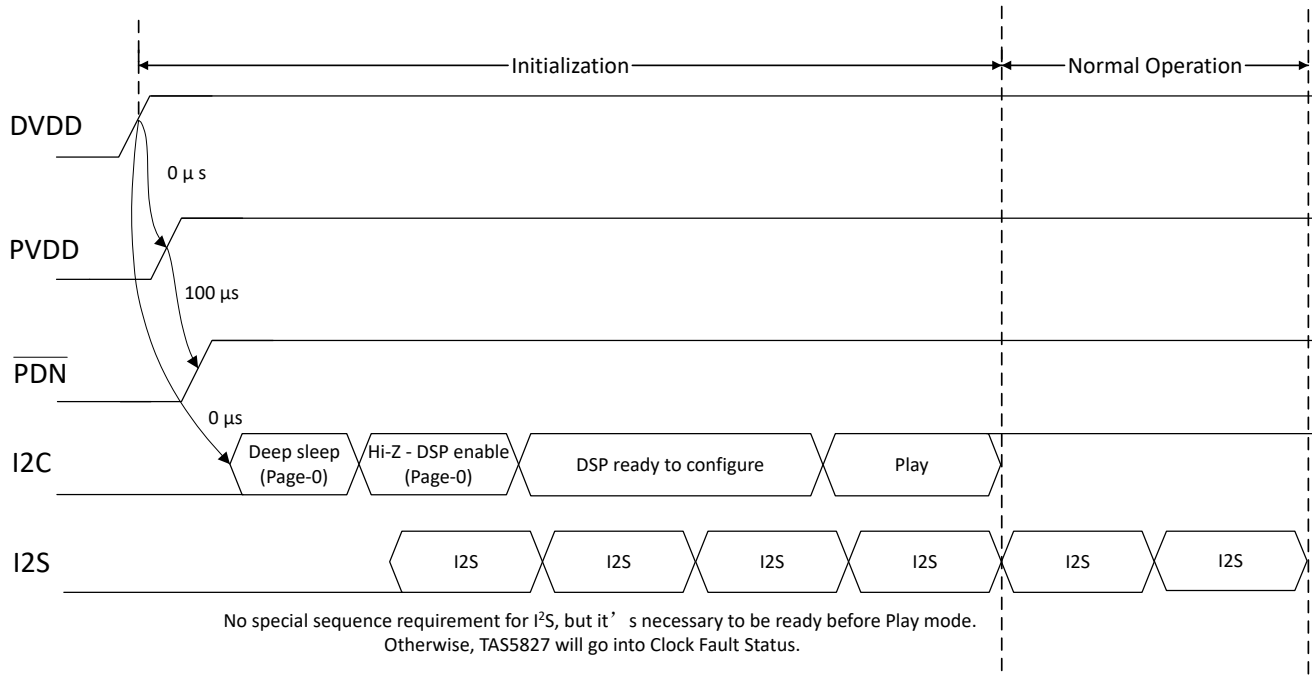 Initialization
Normal Operation
DVDD
0 μ s
PVDD
100 μs
PDN
0 μs
I2C
Deep sleep
(Page-0)
Hi-Z - DSP enable
(Page-0)
DSP ready to configure
Play
I2S
I2S
I2S
I2S
I2S
I2S
I2S
No special sequence requirement for I²S, but it’ s necessary to be ready before Play mode.
Otherwise, TAS5827 will go into Clock Fault Status.